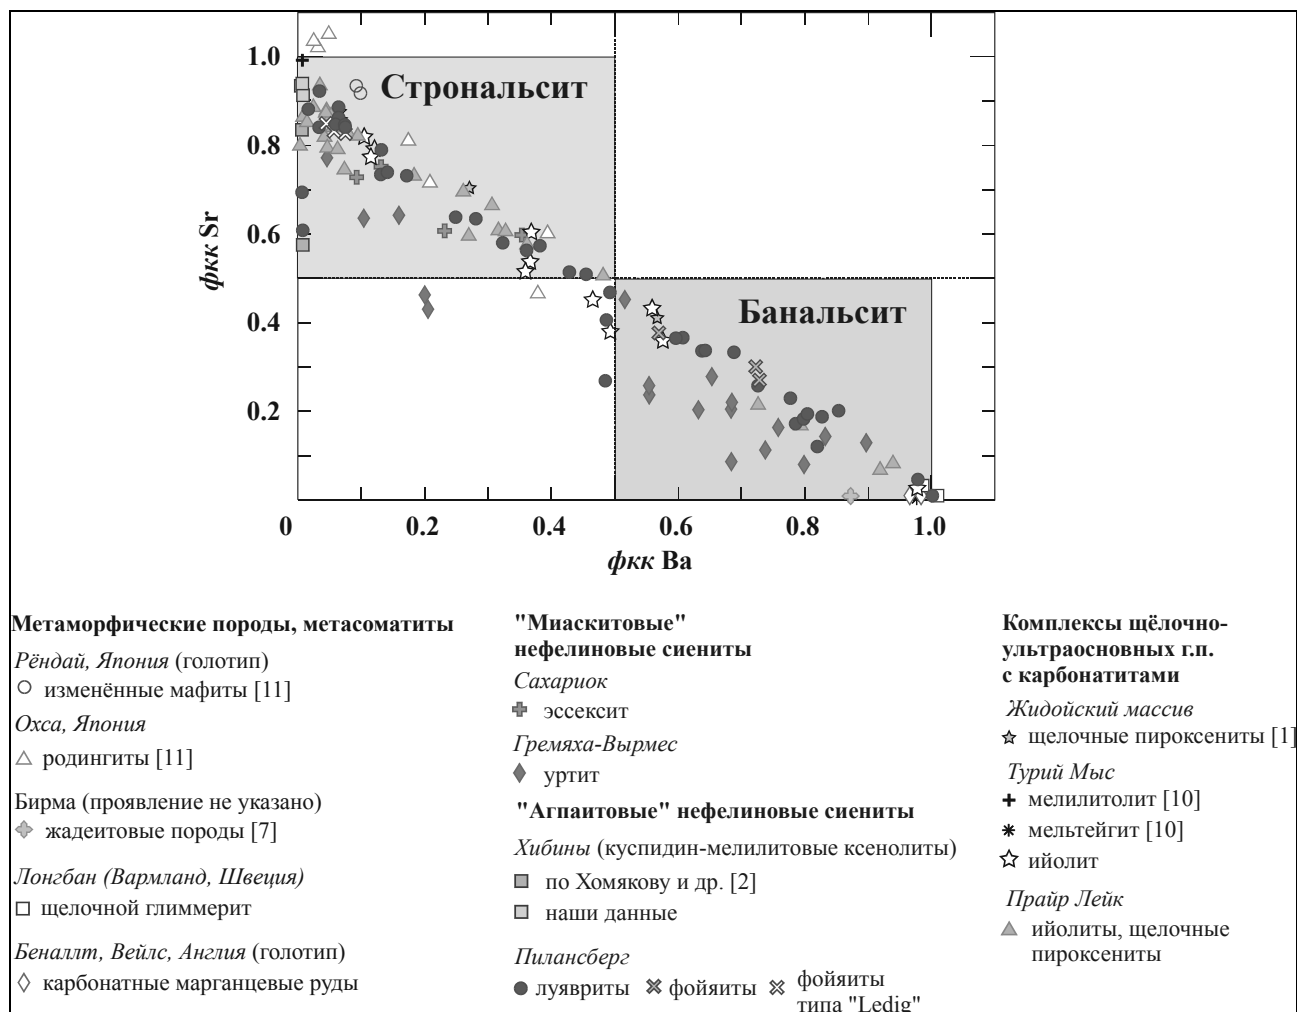 1.0
0.8
0.6
0.4
0.2
фкк Sr
Стрональсит
Банальсит
0
0.2
0.4
0.6
0.8
1.0
фкк Ba
Метаморфические породы, метасоматиты
Рёндай, Япония (голотип)
изменённые мафиты [11]
Охса, Япония
родингиты [11]
Бирма (проявление не указано)
жадеитовые породы [7]
Лонгбан (Вармланд, Швеция)
щелочной глиммерит
Беналлт, Вейлс, Англия (голотип)
карбонатные марганцевые руды
"Миаскитовые"
нефелиновые сиениты
Сахариок
эссексит
Гремяха-Вырмес
уртит
"Агпаитовые" нефелиновые сиениты
Хибины (куспидин-мелилитовые ксенолиты)
по Хомякову и др. [2]
наши данные
Пилансберг
луявриты
фойяиты
фойяиты
типа "Ledig"
Комплексы щёлочно-
ультраосновных г.п.
с карбонатитами
Жидойский массив
щелочные пироксениты [1]
Турий Мыс
мелилитолит [10]
мельтейгит [10]
ийолит
Прайр Лейк
ийолиты, щелочные
пироксениты